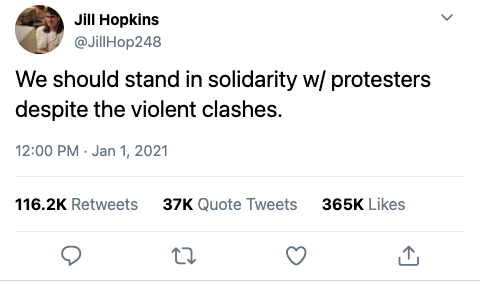 Jill Hopkins
@JillHop248
We should stand in solidarity w/ protesters
despite the violent clashes.
12:00 PM · Jan 1, 2021
116.2K Retweets 37K Quote Tweets 365K Likes